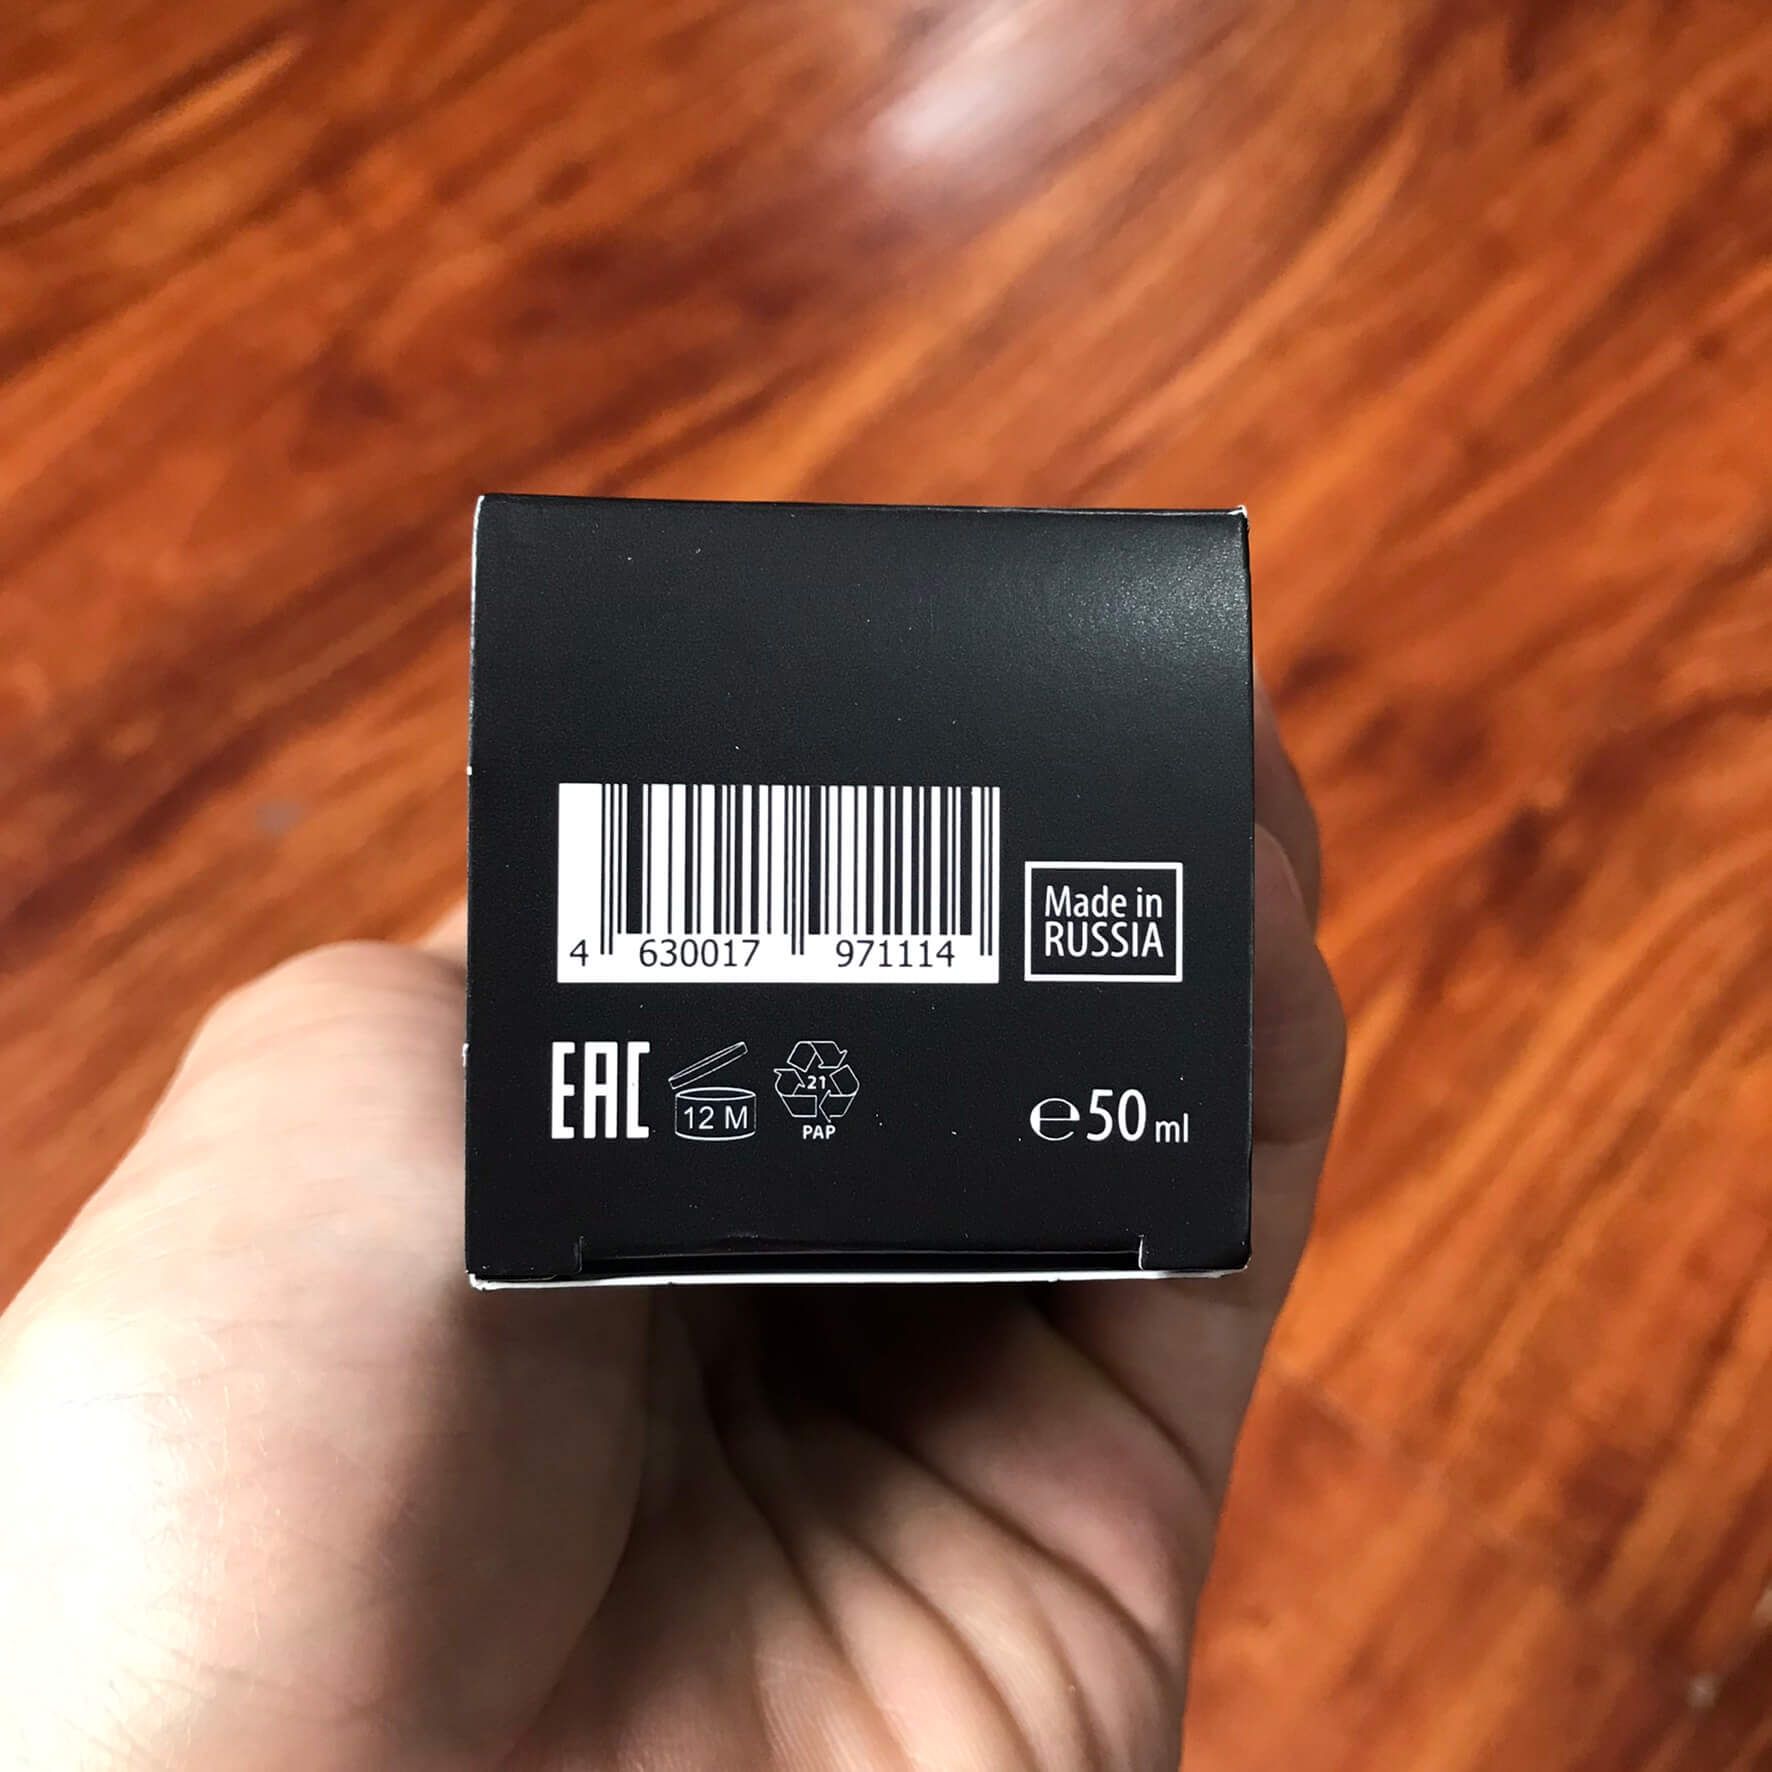 4 630017 971114
Made in
RUSSIA
EAC
12 M
21
PAP
℮50 ml